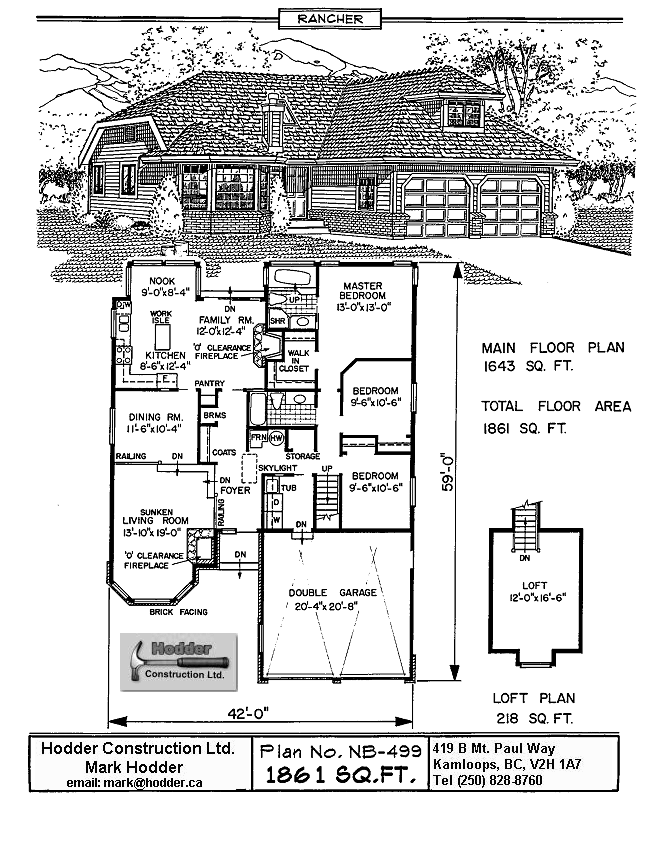 RANCHER
NOOK
9'-0"x8'-4"
DN
D/W
WORK
ISLE
FAMILY RM.
12'-0"x12'-4"
KITCHEN
8'-6"x12'-4"
'O' CLEARANCE
FIREPLACE
F
PANTRY
UP
SHR
MASTER
BEDROOM
13'-0"x13'-0"
WALK
IN
CLOSET
BEDROOM
9'-6"x10'-6"
DINING RM.
11'-6"x10'-4"
BRMS
COATS
FRN
HW
STORAGE
RAILING
DN
SKYLIGHT
UP
BEDROOM
9'-6"x10'-6"
DN
FOYER
RAILING
TUB
D
W
DN
SUNKEN
LIVING ROOM
13'-10"x19'-0"
'O' CLEARANCE
FIREPLACE
DN
BRICK FACING
DOUBLE GARAGE
20'-4"x20'-8"
59'-0"
42'-0"
MAIN FLOOR PLAN
1643 SQ. FT.
TOTAL FLOOR AREA
1861 SQ. FT.
DN
LOFT
12'-0"x16'-6"
LOFT PLAN
218 SQ. FT.
Hodder
Construction Ltd.
Hodder Construction Ltd.
Mark Hodder
email: mark@hodder.ca
Plan No. NB-499
1861 SQ.FT.
419 B Mt. Paul Way
Kamloops, BC, V2H 1A7
Tel (250) 828-8760